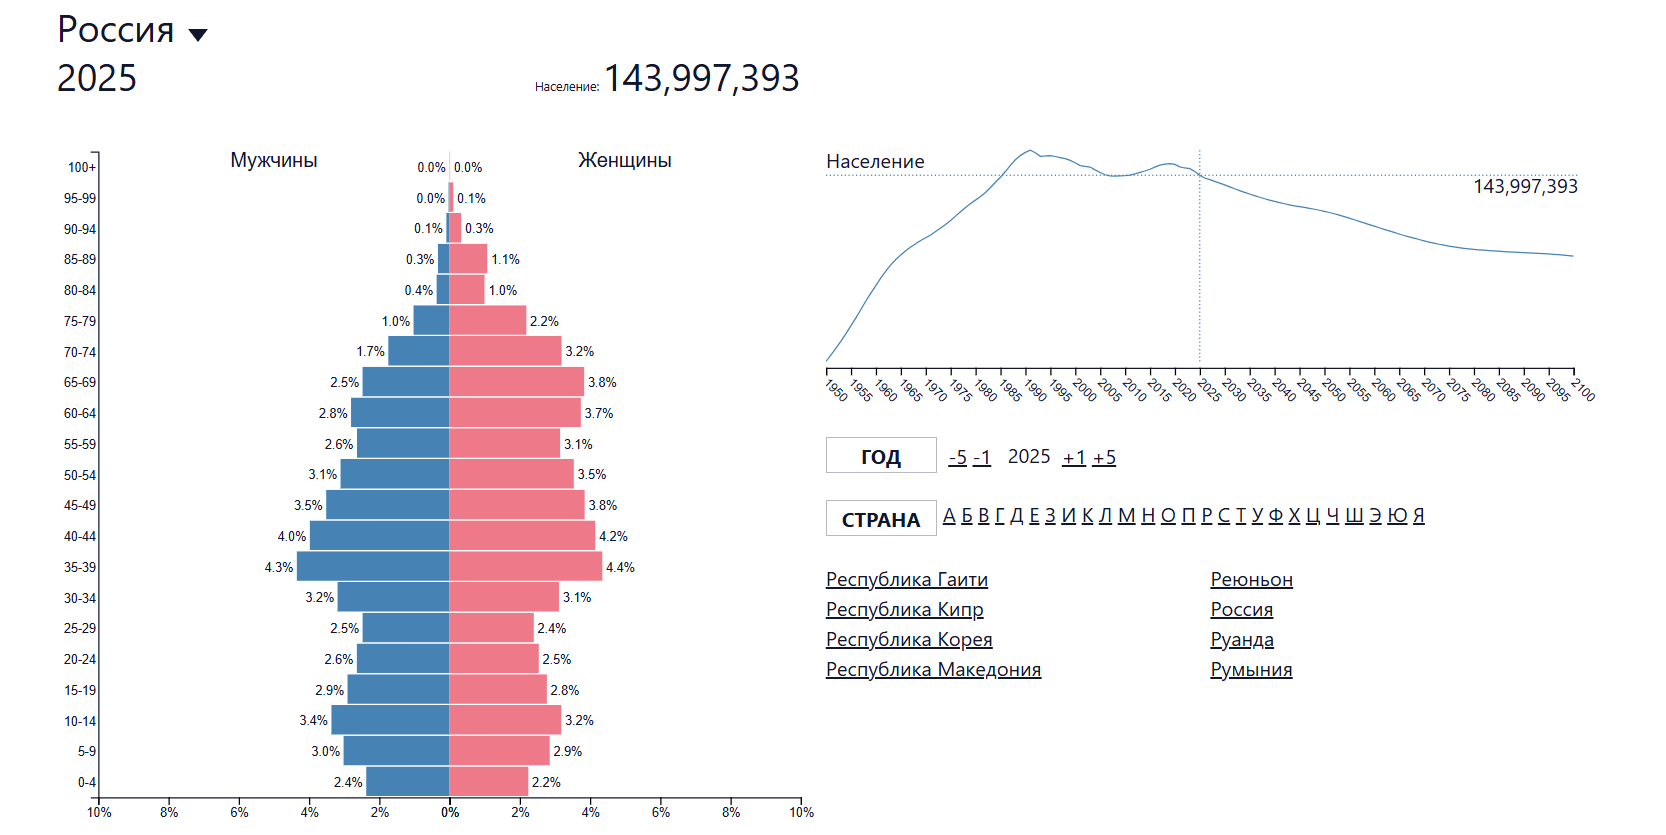 Россия
2025
Население: 143,997,393
Мужчины
Женщины
100+ 0.0% 0.0%
95-99 0.0% 0.1%
90-94 0.1% 0.3%
85-89 0.3% 1.1%
80-84 0.4% 1.0%
75-79 1.0% 2.2%
70-74 1.7% 3.2%
65-69 2.5% 3.8%
60-64 2.8% 3.7%
55-59 2.6% 3.1%
50-54 3.1% 3.5%
45-49 3.5% 3.8%
40-44 4.0% 4.2%
35-39 4.3% 4.4%
30-34 3.2% 3.1%
25-29 2.5% 2.4%
20-24 2.6% 2.5%
15-19 2.9% 2.8%
10-14 3.4% 3.2%
5-9 3.0% 2.9%
0-4 2.4% 2.2%
10% 8% 6% 4% 2% 0% 2% 4% 6% 8% 10%
Население
143,997,393
1950 1955 1960 1965 1970 1975 1980 1985 1990 1995 2000 2005 2010 2015 2020 2025 2030 2035 2040 2045 2050 2055 2060 2065 2070 2075 2080 2085 2090 2095 2100
ГОД -5 -1 2025 +1 +5
СТРАНА А Б В Г Д Е З И К Л М Н О П Р С Т У Ф Х Ц Ч Ш Э Ю Я
Республика Гаити
Республика Кипр
Республика Корея
Республика Македония
Реюньон
Россия
Руанда
Румыния